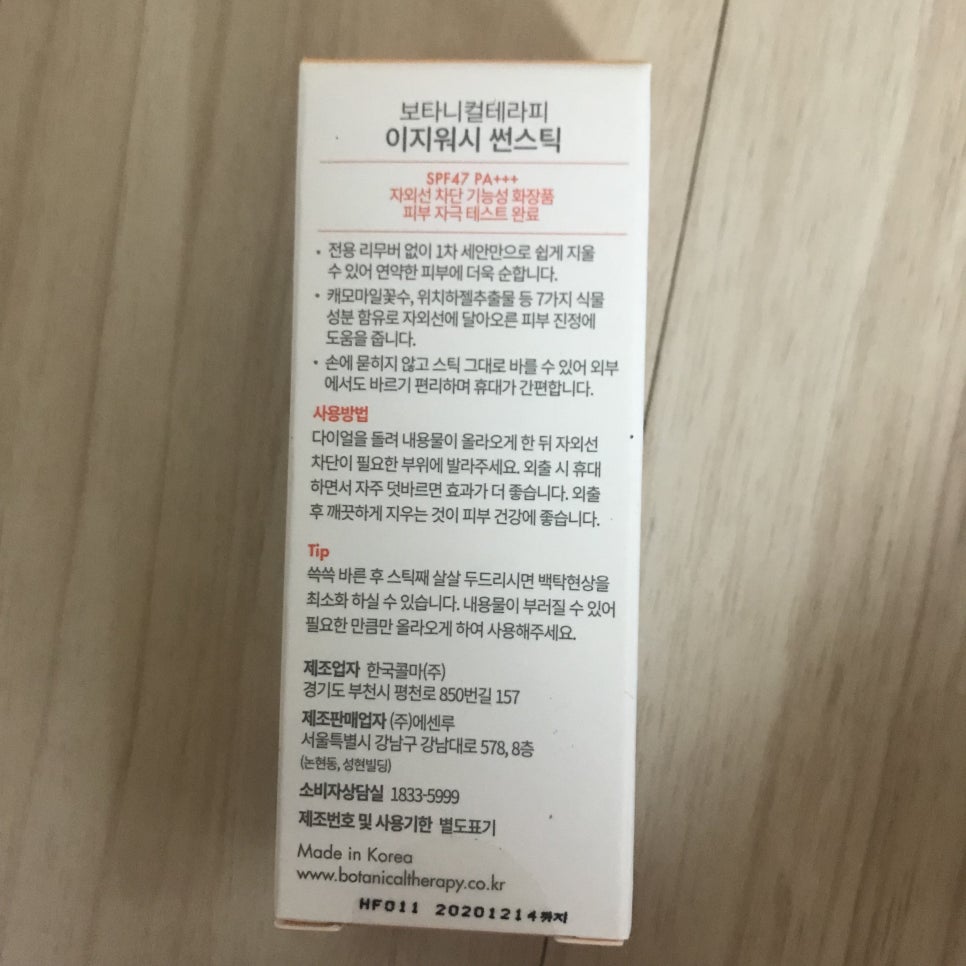 보타니컬테라피
이지워시 썬스틱
SPF47 PA+++
자외선 차단 기능성 화장품
피부 자극 테스트 완료
• 전용 리무버 없이 1차 세안만으로 쉽게 지울
수 있어 연약한 피부에 더욱 순합니다.
• 캐모마일꽃수, 위치하젤추출물 등 7가지 식물
성분 함유로 자외선에 달아오른 피부 진정에
도움을 줍니다.
• 손에 묻히지 않고 스틱 그대로 바를 수 있어 외부
에서도 바르기 편리하며 휴대가 간편합니다.
사용방법
다이얼을 돌려 내용물이 올라오게 한 뒤 자외선
차단이 필요한 부위에 발라주세요. 외출 시 휴대
하면서 자주 덧바르면 효과가 더 좋습니다. 외출
후 깨끗하게 지우는 것이 피부 건강에 좋습니다.
Tip
쓱쓱 바른 후 스틱째 살살 두드리시면 백탁현상을
최소화 하실 수 있습니다. 내용물이 부러질 수 있어
필요한 만큼만 올라오게 하여 사용해주세요.
제조업자 한국콜마(주)
경기도 부천시 평천로 850번길 157
제조판매업자 (주)에센루
서울특별시 강남구 강남대로 578, 8층
(논현동, 성현빌딩)
소비자상담실 1833-5999
제조번호 및 사용기한 별도표기
Made in Korea
www.botanicaltherapy.co.kr
HF011 20201214까지